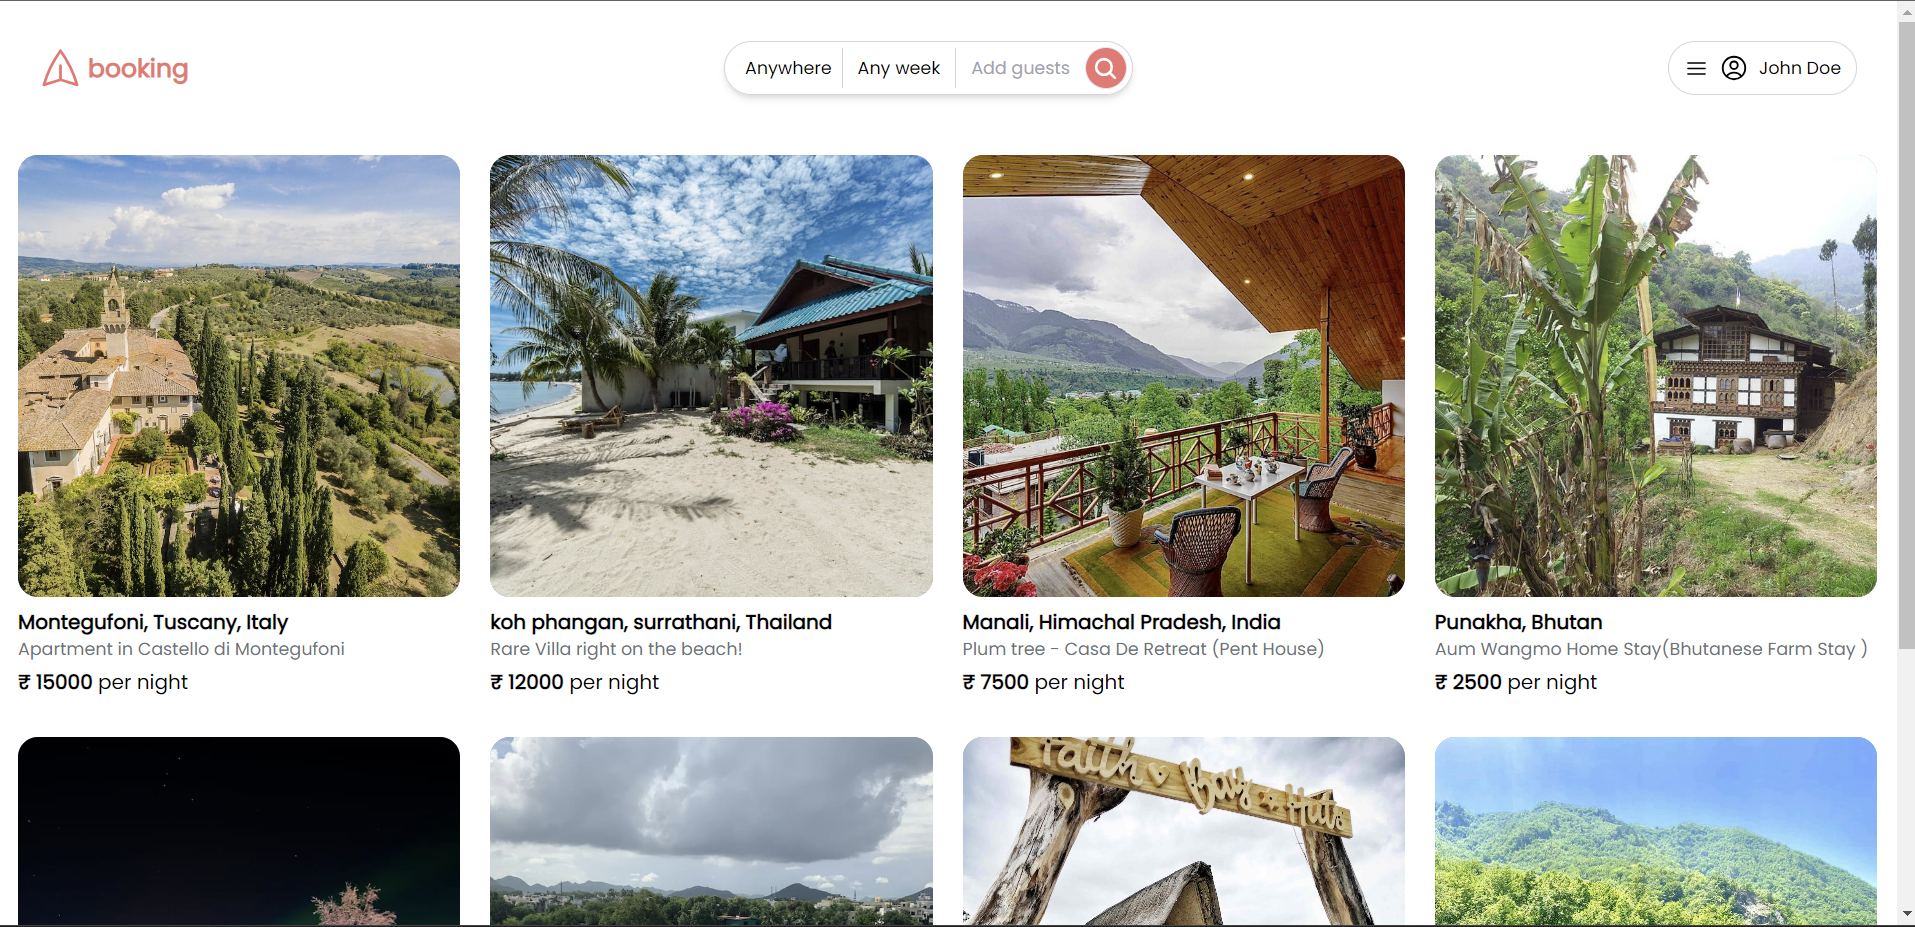 booking
Anywhere
Any week
Add guests
John Doe
Montegufoni, Tuscany, Italy
Apartment in Castello di Montegufoni
₹ 15000 per night
koh phangan, surrathani, Thailand
Rare Villa right on the beach!
₹ 12000 per night
Manali, Himachal Pradesh, India
Plum tree - Casa De Retreat (Pent House)
₹ 7500 per night
Punakha, Bhutan
Aum Wangmo Home Stay(Bhutanese Farm Stay )
₹ 2500 per night
Faith Bay Huts